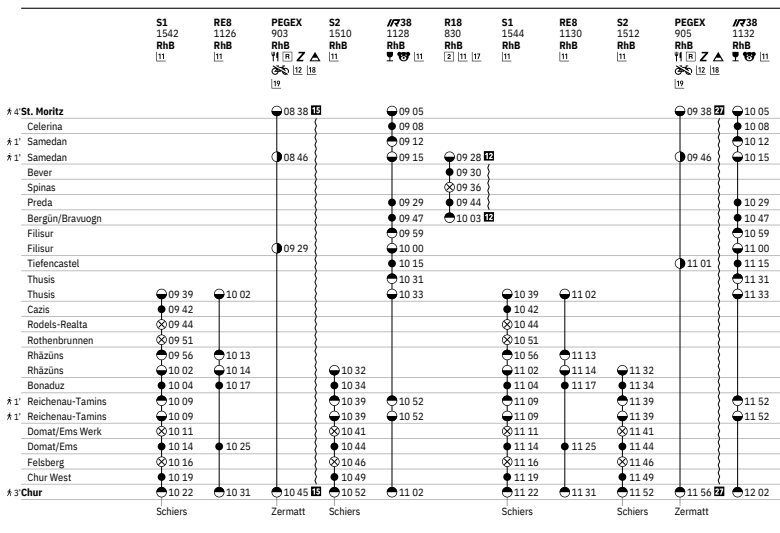 S1 RE8 PEGEX S2 IR38 R18 S1 RE8 S2 PEGEX IR38
1542 1126 903 1510 1128 830 1544 1130 1512 905 1132
RhB RhB RhB RhB RhB RhB RhB RhB RhB RhB RhB
11 11 R Z 11 11 2 11 17 11 11 11 R Z 11
12 18 12 18
19 19
4' St. Moritz 08 38 15 09 05 09 38 27 10 05
Celerina 09 08 10 08
1' Samedan 09 12 10 12
1' Samedan 08 46 09 15 09 28 12 09 46 10 15
Bever 09 30
Spinas 09 36
Preda 09 29 09 44 10 29
Bergün/Bravuogn 09 47 10 03 12 10 47
Filisur 09 59 10 59
Filisur 09 29 10 00 11 00
Tiefencastel 10 15 11 01 11 15
Thusis 10 31 11 31
Thusis 09 39 10 02 10 33 10 39 11 02 11 33
Cazis 09 42 10 42
Rodels-Realta 09 44 10 44
Rothenbrunnen 09 51 10 51
Rhäzüns 09 56 10 13 10 56 11 13
Rhäzüns 10 02 10 14 10 32 11 02 11 14 11 32
Bonaduz 10 04 10 17 10 34 11 04 11 17 11 34
1' Reichenau-Tamins 10 09 10 39 10 52 11 09 11 39 11 52
1' Reichenau-Tamins 10 09 10 39 10 52 11 09 11 39 11 52
Domat/Ems Werk 10 11 10 41 11 11 11 41
Domat/Ems 10 14 10 25 10 44 11 14 11 25 11 44
Felsberg 10 16 10 46 11 16 11 46
Chur West 10 19 10 49 11 19 11 49
3' Chur 10 22 10 31 10 45 15 10 52 11 02 11 22 11 31 11 52 11 56 27 12 02
Schiers Zermatt Schiers Schiers Schiers Zermatt